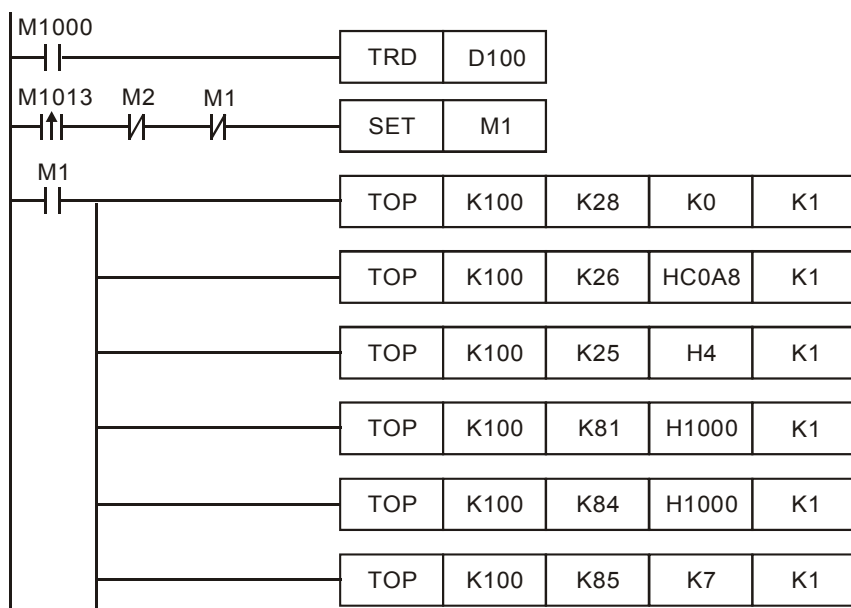 M1000
TRD D100
M1013 M2 M1
SET M1
M1
TOP K100 K28 K0 K1
TOP K100 K26 HC0A8 K1
TOP K100 K25 H4 K1
TOP K100 K81 H1000 K1
TOP K100 K84 H1000 K1
TOP K100 K85 K7 K1